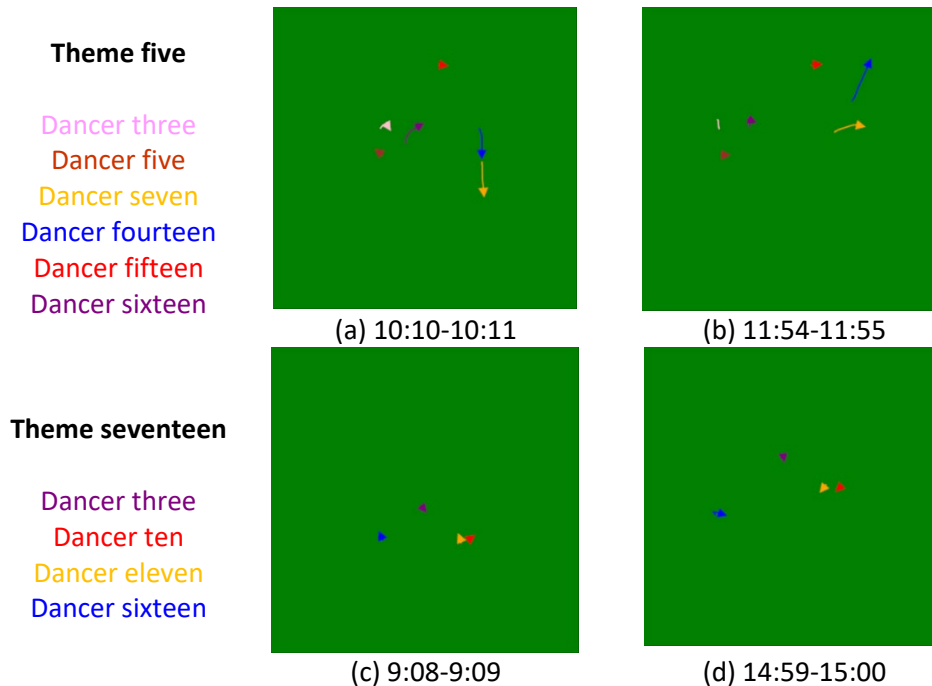 Theme five
Dancer three
Dancer five
Dancer seven
Dancer fourteen
Dancer fifteen
Dancer sixteen
(a) 10:10-10:11
(b) 11:54-11:55
Theme seventeen
Dancer three
Dancer ten
Dancer eleven
Dancer sixteen
(c) 9:08-9:09
(d) 14:59-15:00